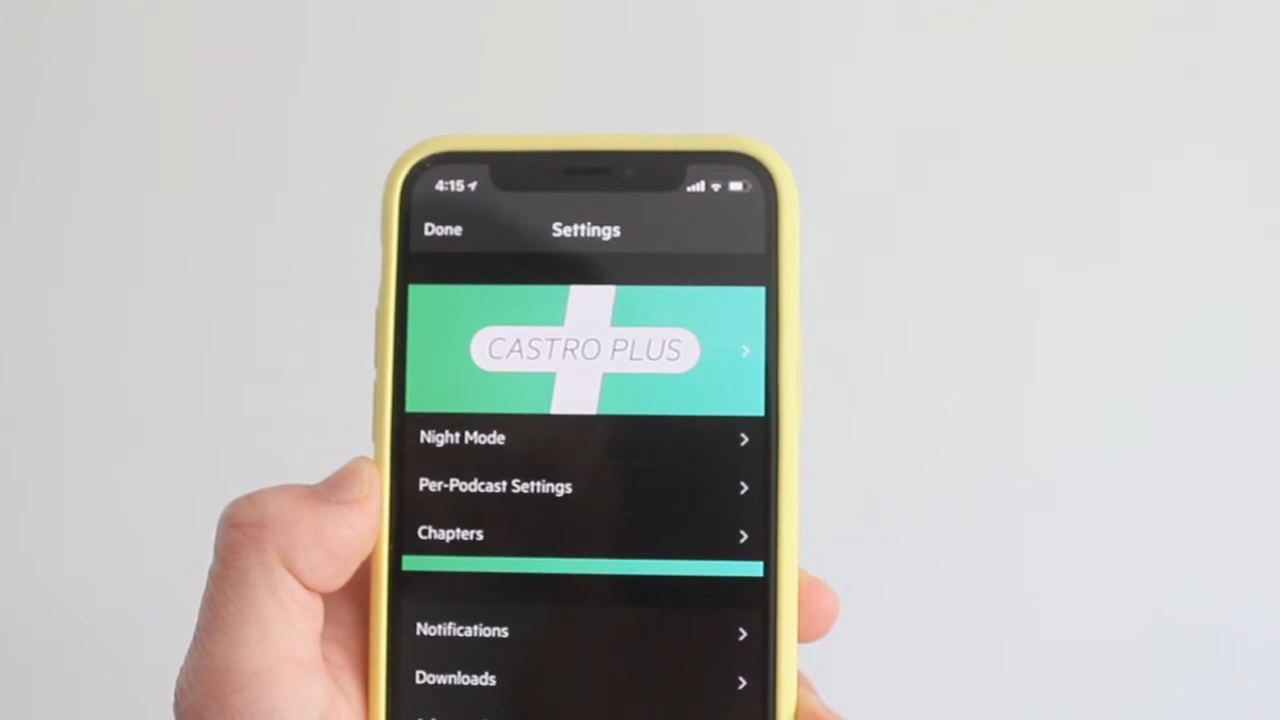 4:15
Done Settings
CASTRO PLUS
Night Mode
Per-Podcast Settings
Chapters
Notifications
Downloads